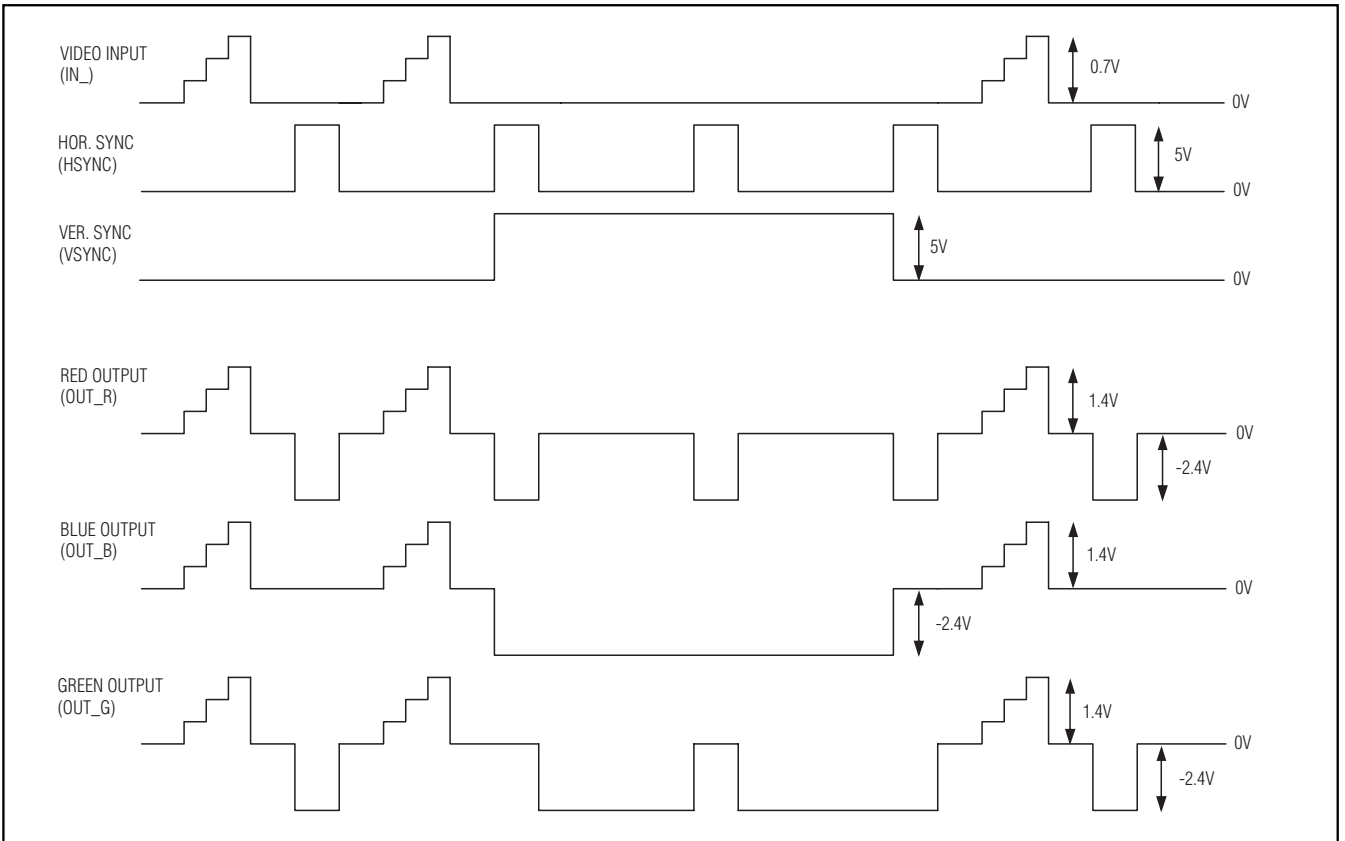 VIDEO INPUT
(IN_)
0.7V
0V
HOR. SYNC
(HSYNC)
5V
0V
VER. SYNC
(VSYNC)
5V
0V
RED OUTPUT
(OUT_R)
1.4V
0V
-2.4V
BLUE OUTPUT
(OUT_B)
1.4V
0V
-2.4V
GREEN OUTPUT
(OUT_G)
1.4V
0V
-2.4V